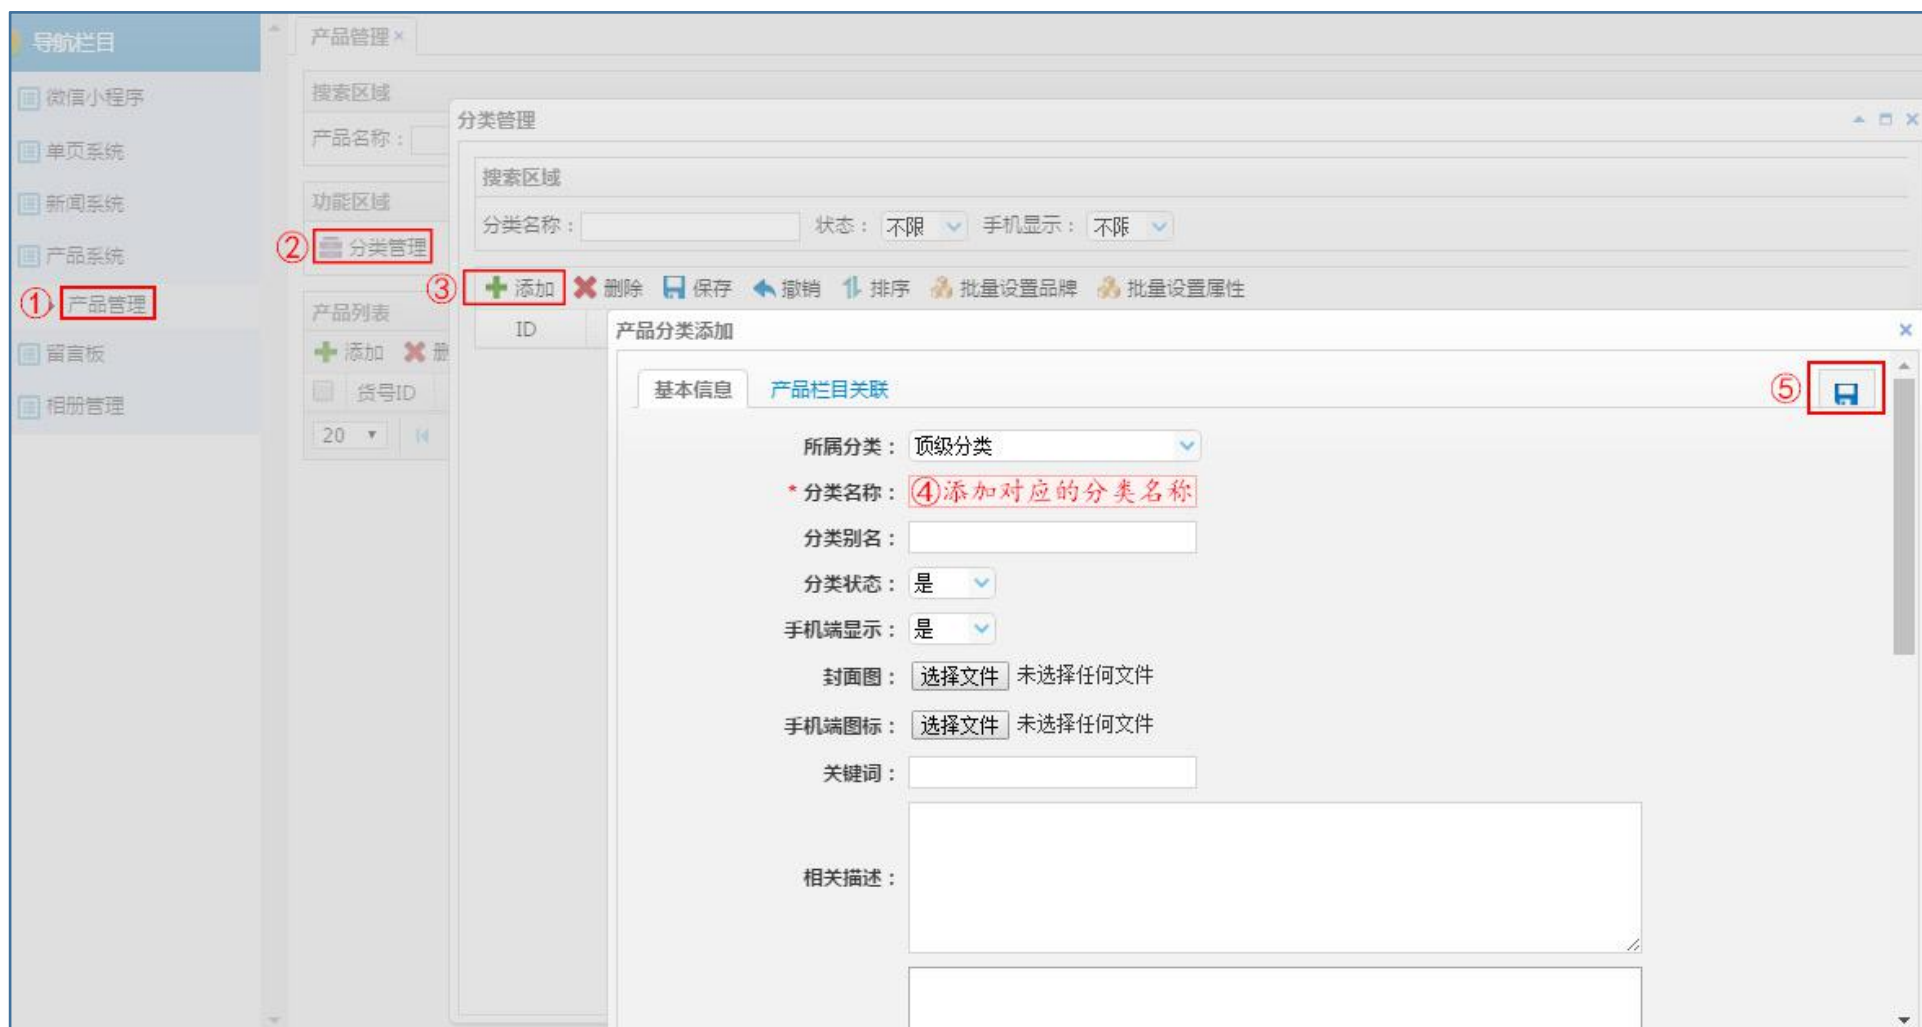 导航栏目
微信小程序
单页系统
新闻系统
产品系统
① 产品管理
留言板
相册管理
产品管理×
搜索区域
产品名称：
功能区域
② 分类管理
产品列表
添加 删
货号ID
20
分类管理
搜索区域
分类名称： 状态： 不限 手机显示： 不限
③ 添加 删除 保存 撤销 排序 批量设置品牌 批量设置属性
ID
产品分类添加
基本信息 产品栏目关联 ⑤
所属分类： 顶级分类
* 分类名称： ④添加对应的分类名称
分类别名：
分类状态： 是
手机端显示： 是
封面图： 选择文件 未选择任何文件
手机端图标： 选择文件 未选择任何文件
关键词：
相关描述：